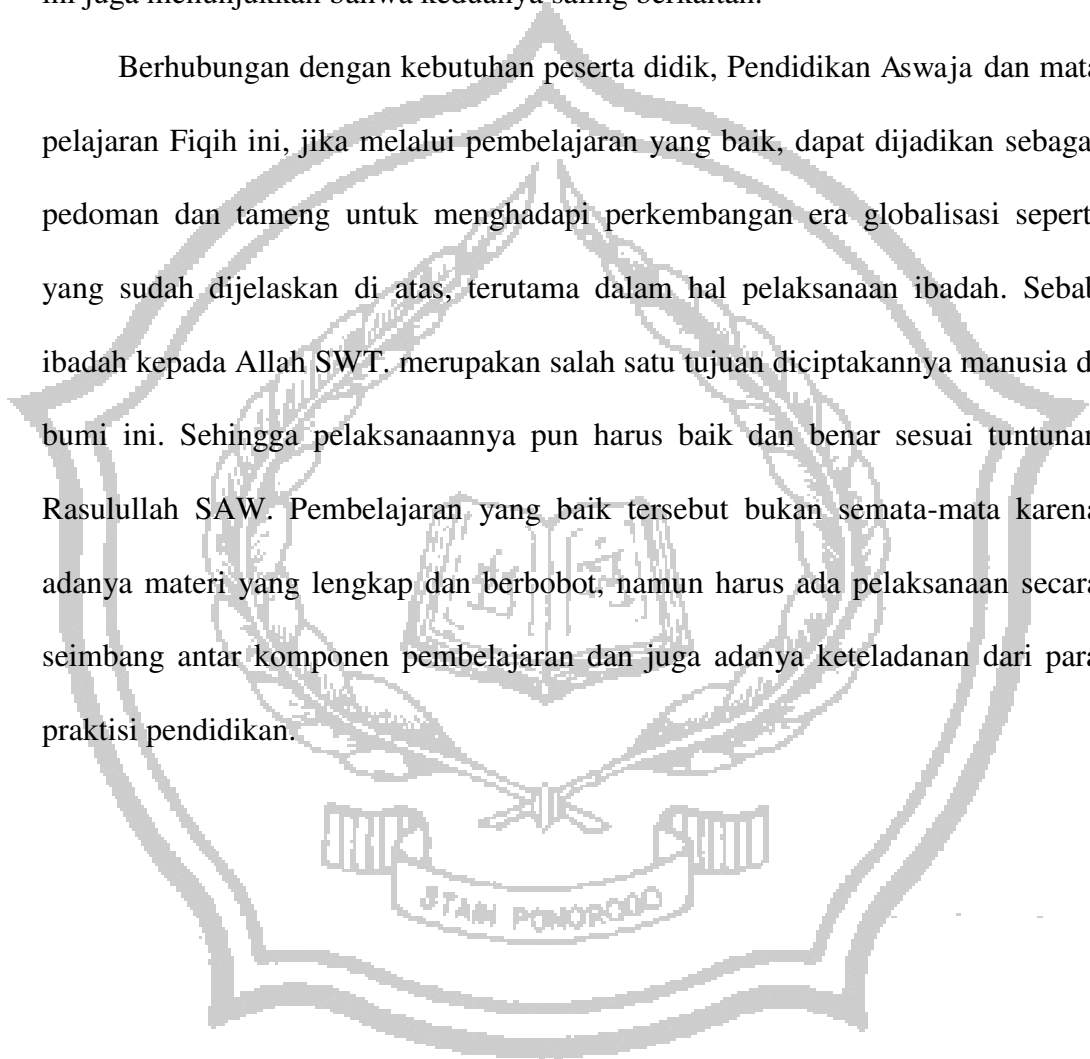 ini juga menunjukkan bahwa keduanya saling berkaitan.
Berhubungan dengan kebutuhan peserta didik, Pendidikan Aswaja dan mata
pelajaran Fiqih ini, jika melalui pembelajaran yang baik, dapat dijadikan sebaga
pedoman dan tameng untuk menghadapi perkembangan era globalisasi sepert
yang sudah dijelaskan di atas, terutama dalam hal pelaksanaan ibadah. Sebab
ibadah kepada Allah SWT. merupakan salah satu tujuan diciptakannya manusia d
bumi ini. Sehingga pelaksanaannya pun harus baik dan benar sesuai tuntunan
Rasulullah SAW. Pembelajaran yang baik tersebut bukan semata-mata karena
adanya materi yang lengkap dan berbobot, namun harus ada pelaksanaan secara
seimbang antar komponen pembelajaran dan juga adanya keteladanan dari para
praktisi pendidikan.
STAIN PONOROGO